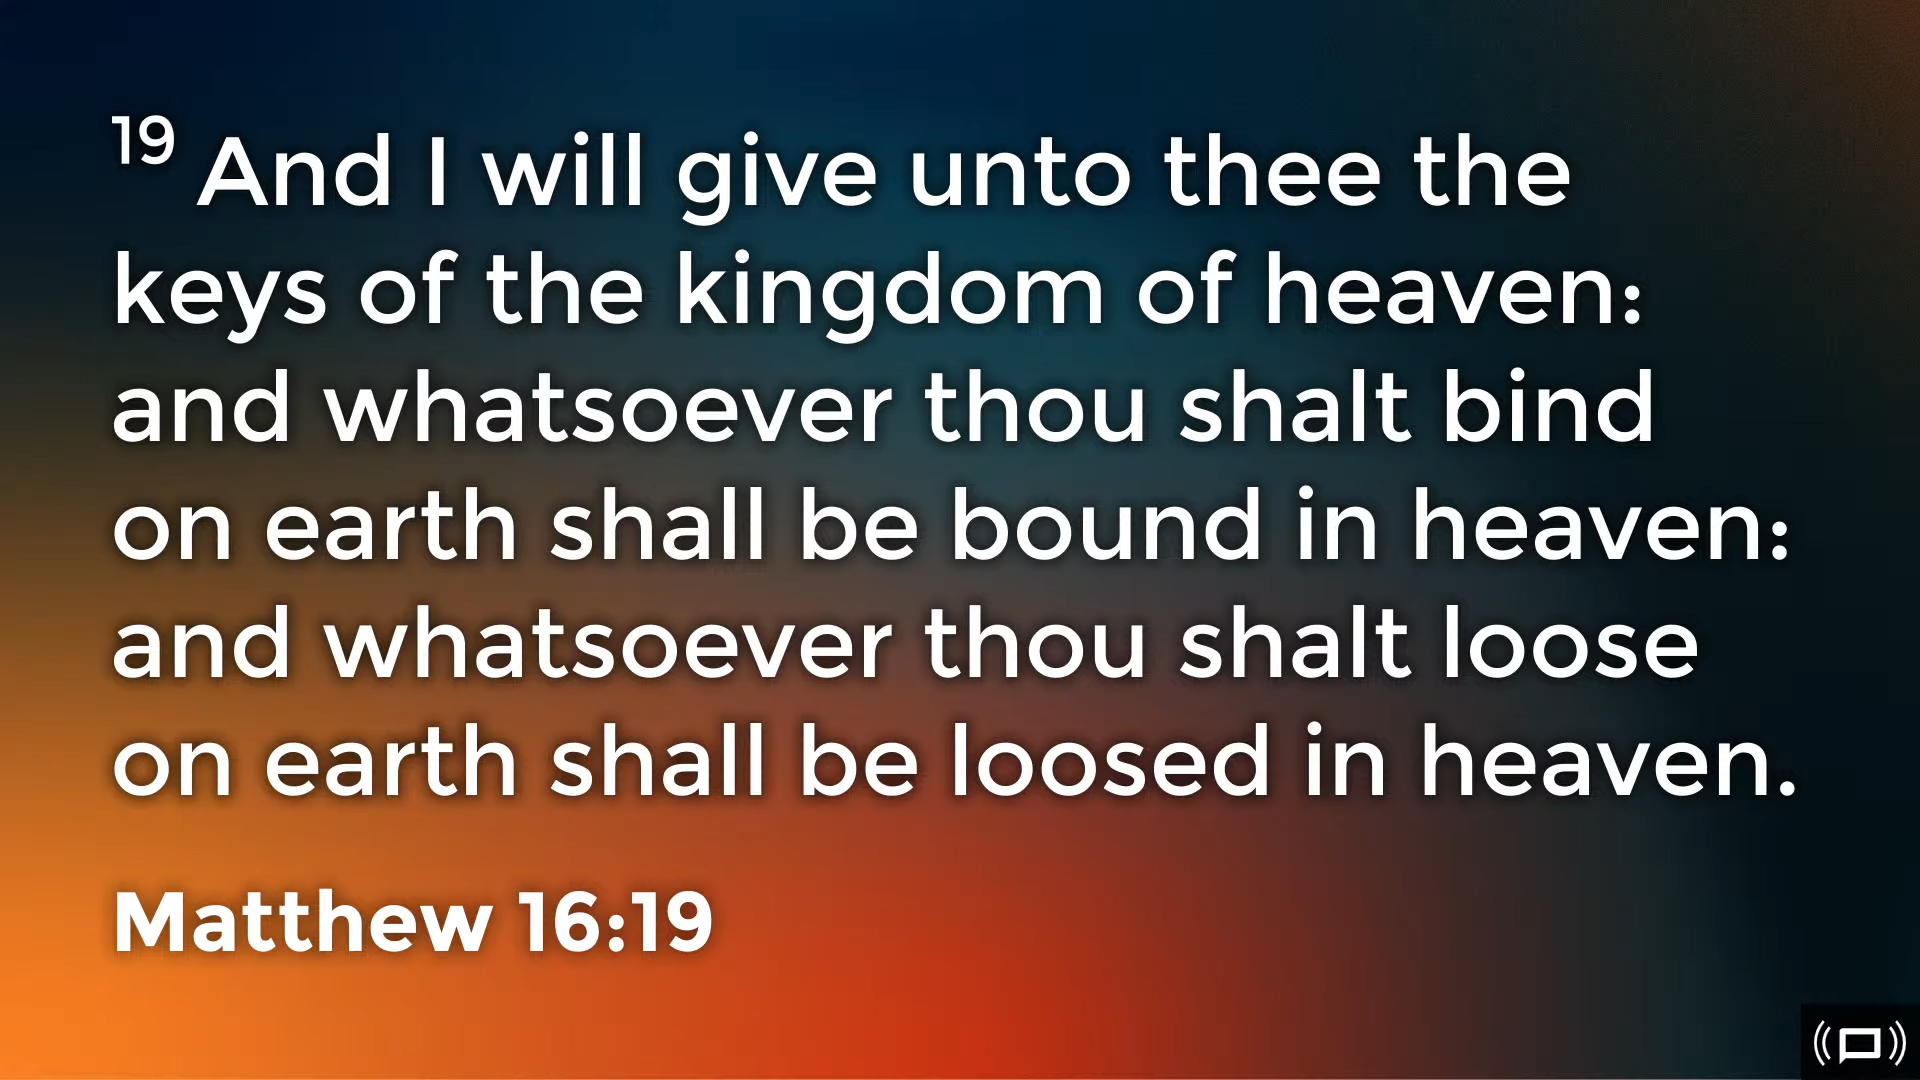 19 And I will give unto thee the
keys of the kingdom of heaven:
and whatsoever thou shalt bind
on earth shall be bound in heaven:
and whatsoever thou shalt loose
on earth shall be loosed in heaven.
Matthew 16:19